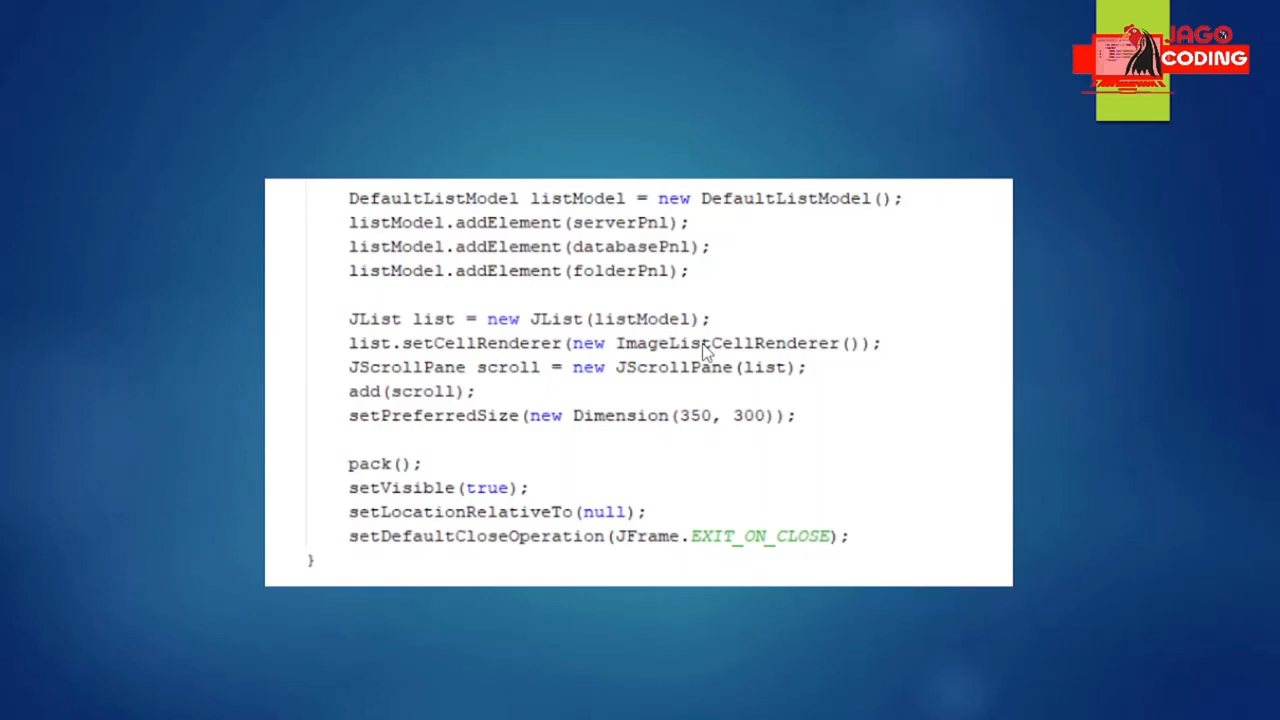 JAGO
CODING
DefaultListModel listModel = new DefaultListModel();
listModel.addElement(serverPnl);
listModel.addElement(databasePnl);
listModel.addElement(folderPnl);
JList list = new JList(listModel);
list.setCellRenderer(new ImageListCellRenderer());
JScrollPane scroll = new JScrollPane(list);
add(scroll);
setPreferredSize(new Dimension(350, 300));
pack();
setVisible(true);
setLocationRelativeTo(null);
setDefaultCloseOperation(JFrame.EXIT_ON_CLOSE);
}